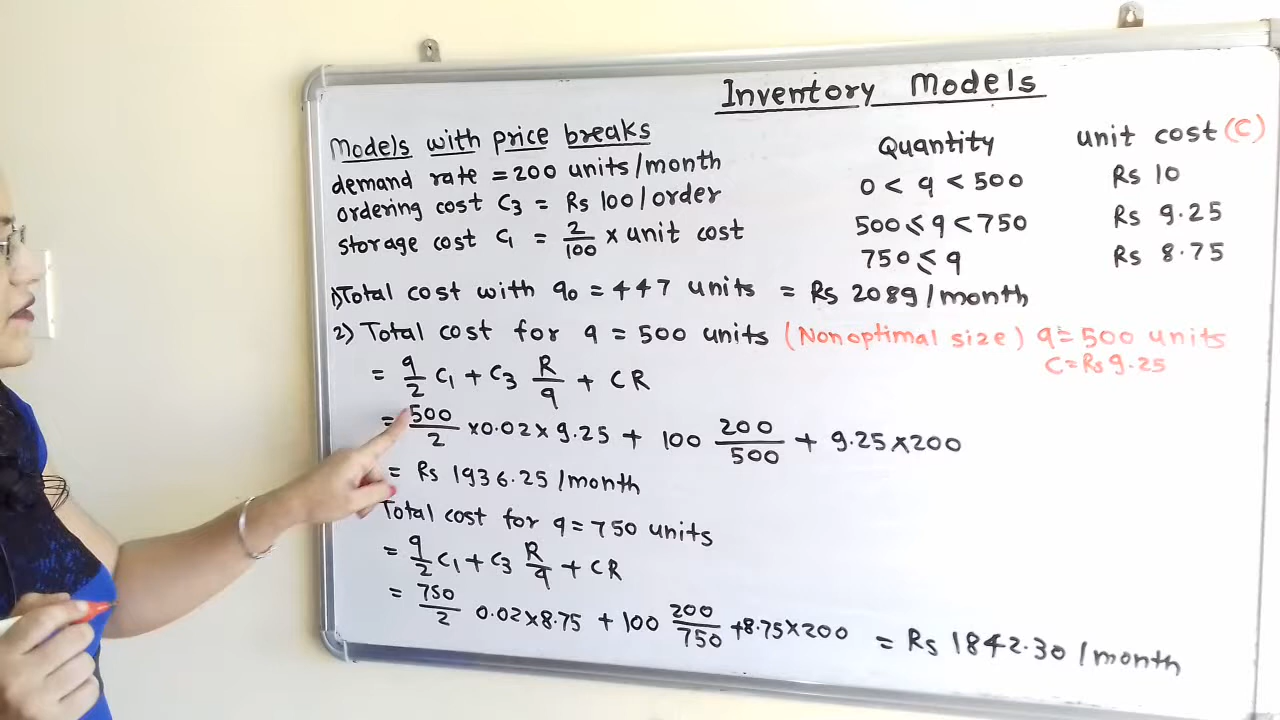 Inventory Models
Models with price breaks
demand rate = 200 units/month
ordering cost C3 = Rs 100/order
storage cost C1 = 2/100 × unit cost
Quantity unit cost (C)
0 < q < 500 Rs 10
500 ≤ q < 750 Rs 9.25
750 ≤ q Rs 8.75
1) Total cost with q0 = 447 units = Rs 2089/month
2) Total cost for q = 500 units (Nonoptimal size) q = 500 units
C = Rs 9.25
= q/2 C1 + C3 R/q + CR
= 500/2 × 0.02 × 9.25 + 100 200/500 + 9.25 × 200
= Rs 1936.25 /month
Total cost for q = 750 units
= q/2 C1 + C3 R/q + CR
= 750/2 0.02 × 8.75 + 100 200/750 + 8.75 × 200 = Rs 1842.30 /month